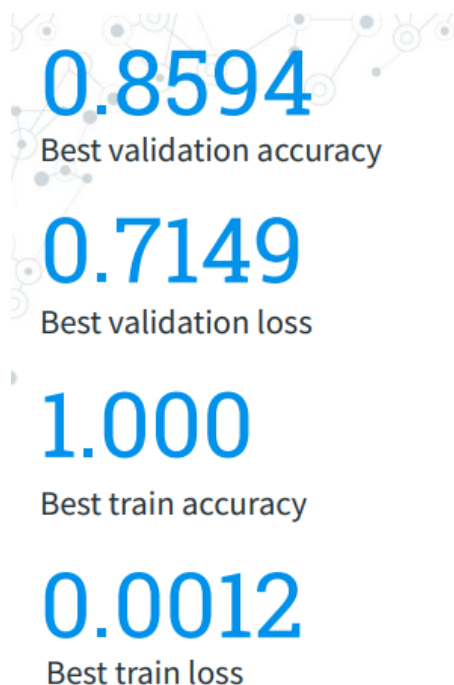 0.8594
Best validation accuracy
0.7149
Best validation loss
1.000
Best train accuracy
0.0012
Best train loss